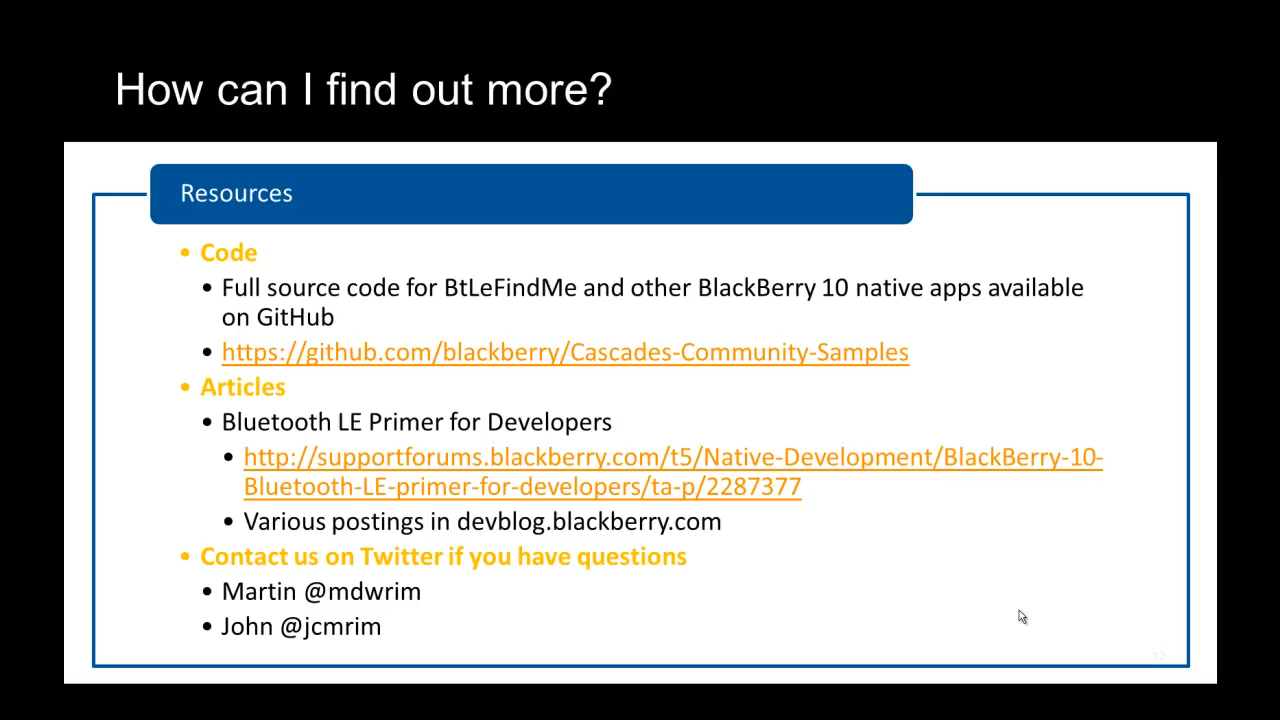 How can I find out more?
Resources
• Code
• Full source code for BtLeFindMe and other BlackBerry 10 native apps available
on GitHub
• https://github.com/blackberry/Cascades-Community-Samples
• Articles
• Bluetooth LE Primer for Developers
• http://supportforums.blackberry.com/t5/Native-Development/BlackBerry-10-
Bluetooth-LE-primer-for-developers/ta-p/2287377
• Various postings in devblog.blackberry.com
• Contact us on Twitter if you have questions
• Martin @mdwrim
• John @jcmrim
13